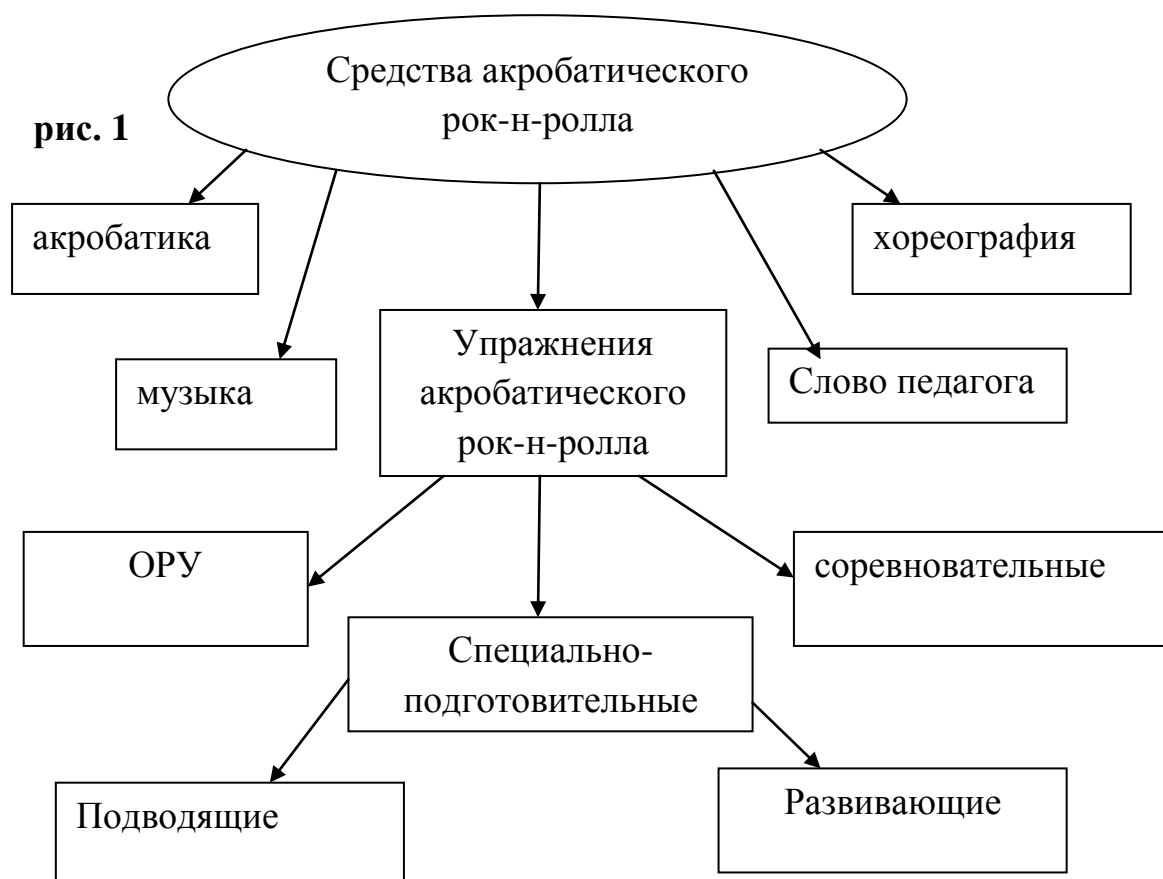 Средства акробатического
рок-н-ролла
рис. 1
акробатика
хореография
музыка
Упражнения
акробатического
рок-н-ролла
Слово педагога
ОРУ
соревновательные
Специально-
подготовительные
Подводящие
Развивающие